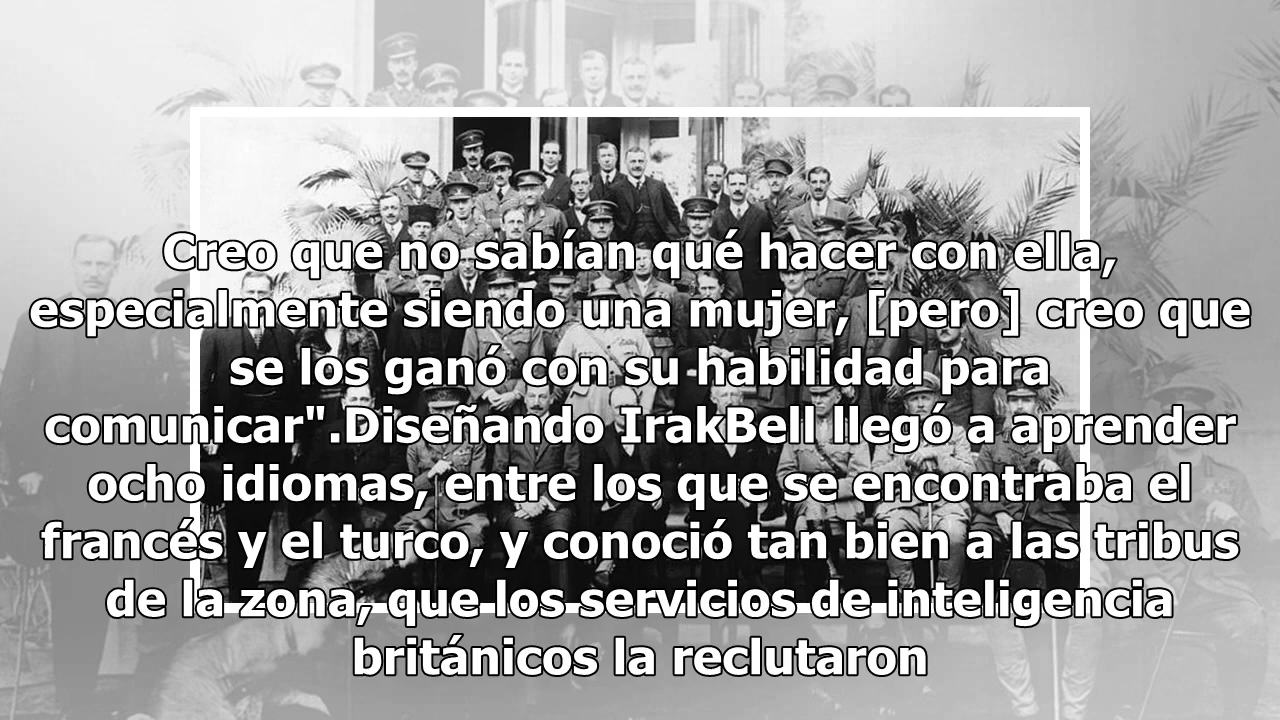 Creo que no sabían qué hacer con ella,
especialmente siendo una mujer, [pero] creo que
se los ganó con su habilidad para
comunicar".Diseñando IrakBell llegó a aprender
ocho idiomas, entre los que se encontraba el
francés y el turco, y conoció tan bien a las tribus
de la zona, que los servicios de inteligencia
británicos la reclutaron